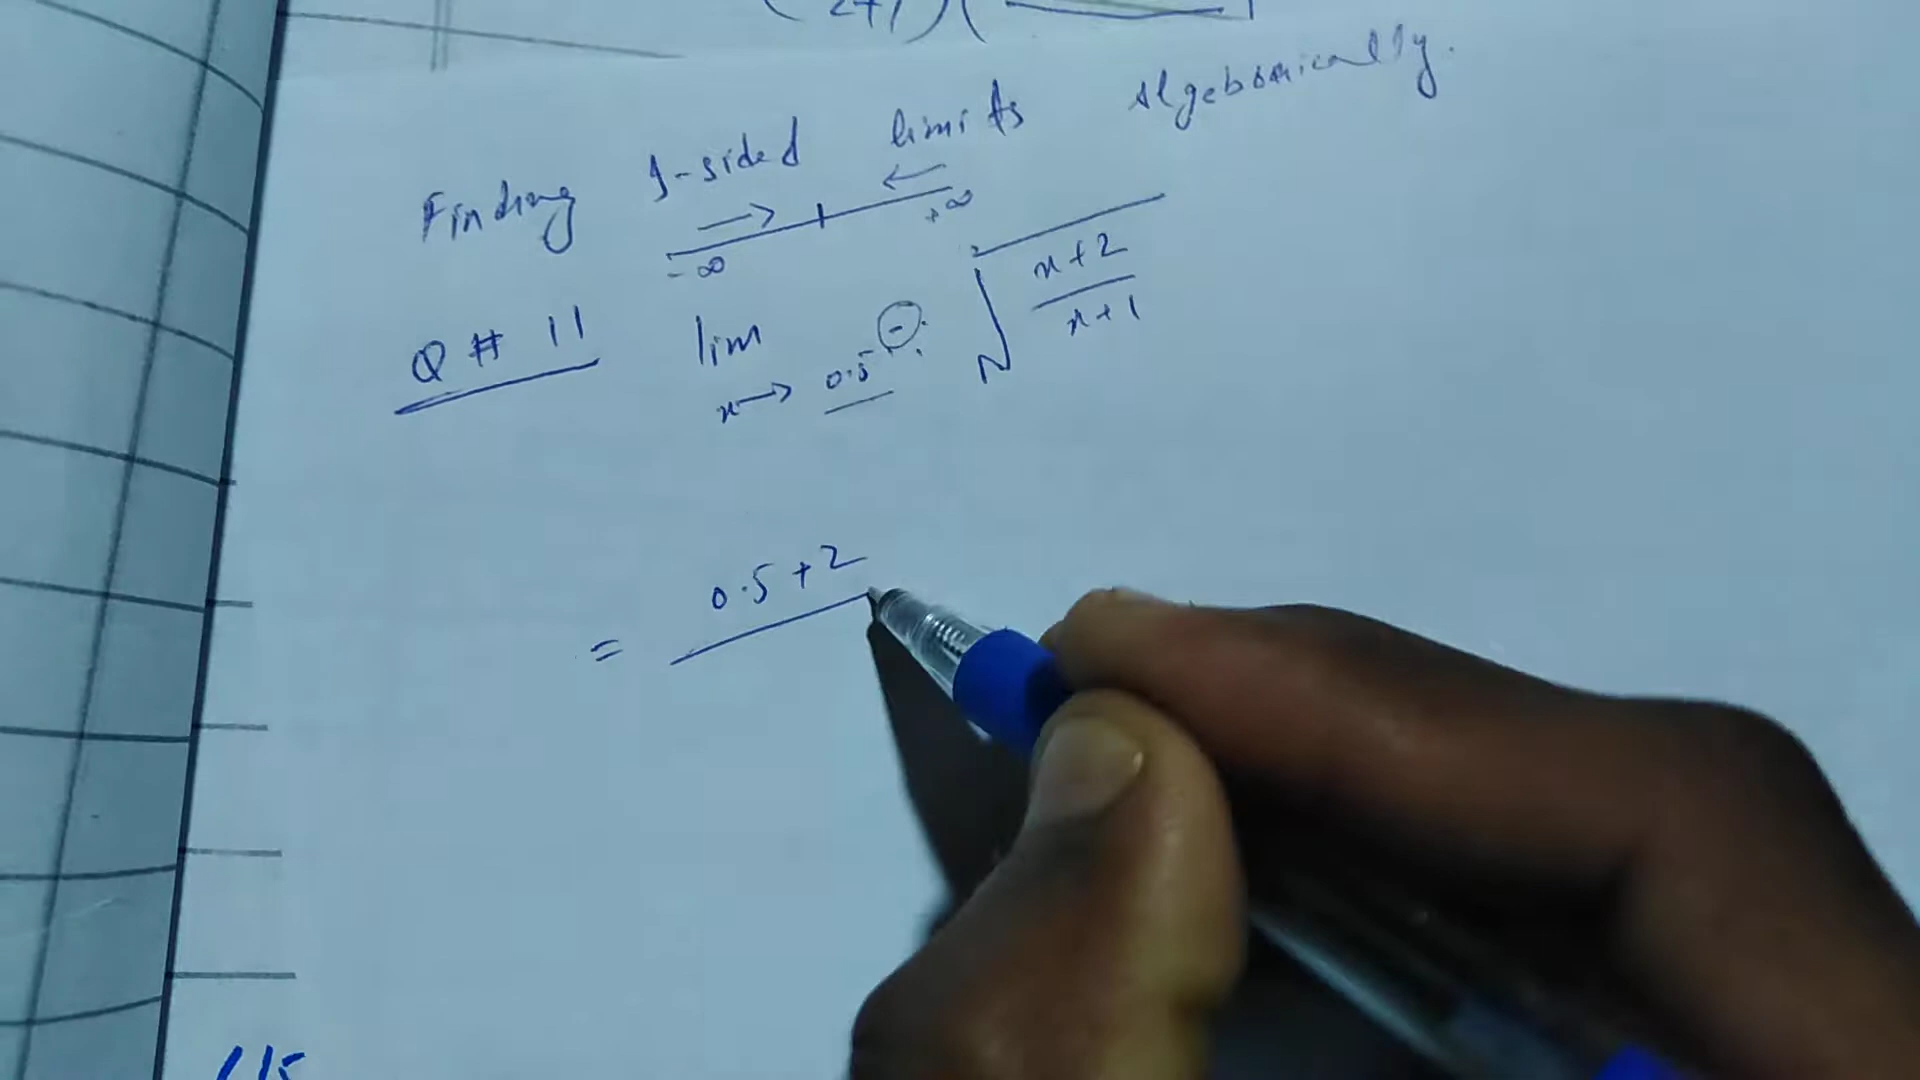 Finding 1-sided limits Algebraically.
-∞ +∞
Q # 11 lim x→0.5⁻ √((x+2)/(x+1))
= 0.5+2